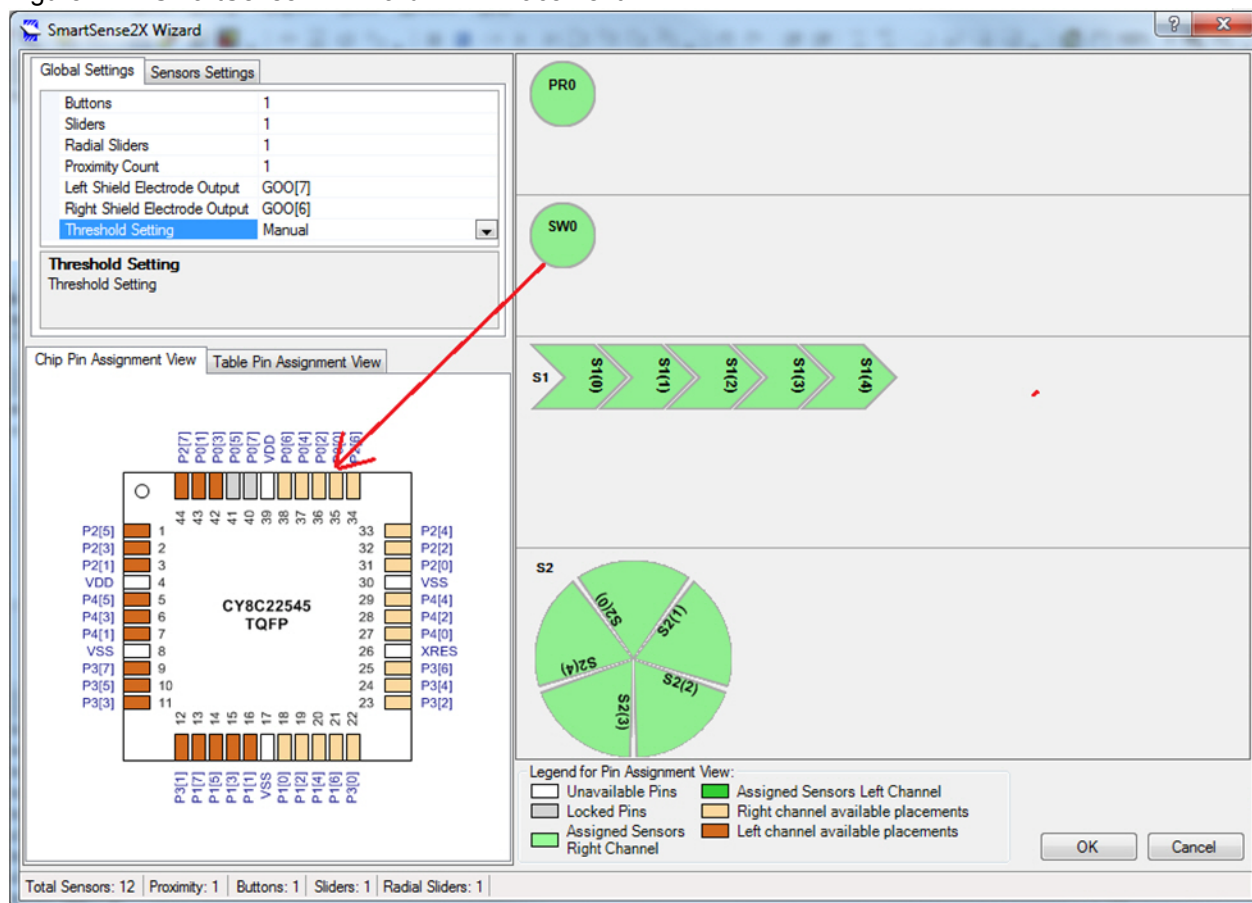 SmartSense2X Wizard
Global Settings Sensors Settings
Buttons 1
Sliders 1
Radial Sliders 1
Proximity Count 1
Left Shield Electrode Output GOO[7]
Right Shield Electrode Output GOO[6]
Threshold Setting Manual
Threshold Setting
Threshold Setting
Chip Pin Assignment View Table Pin Assignment View
P2[7] P0[1] P0[3] P0[5] P0[7] VDD P0[6] P0[4] P0[2] P0[0] P2[6]
44 43 42 41 40 39 38 37 36 35 34
P2[5] 1 33 P2[4]
P2[3] 2 32 P2[2]
P2[1] 3 31 P2[0]
VDD 4 30 VSS
P4[5] 5 29 P4[4]
P4[3] 6 28 P4[2]
P4[1] 7 27 P4[0]
VSS 8 26 XRES
P3[7] 9 25 P3[6]
P3[5] 10 24 P3[4]
P3[3] 11 23 P3[2]
CY8C22545
TQFP
12 13 14 15 16 17 18 19 20 21 22
P3[1] P1[7] P1[5] P1[3] P1[1] VSS P1[0] P1[2] P1[4] P1[6] P3[0]
PR0
SW0
S1 S1(0) S1(1) S1(2) S1(3) S1(4)
S2
S2(0) S2(1)
S2(4) S2(2)
S2(3)
Legend for Pin Assignment View:
Unavailable Pins Assigned Sensors Left Channel
Locked Pins Right channel available placements
Assigned Sensors Left channel available placements
Right Channel
OK Cancel
Total Sensors: 12 Proximity: 1 Buttons: 1 Sliders: 1 Radial Sliders: 1